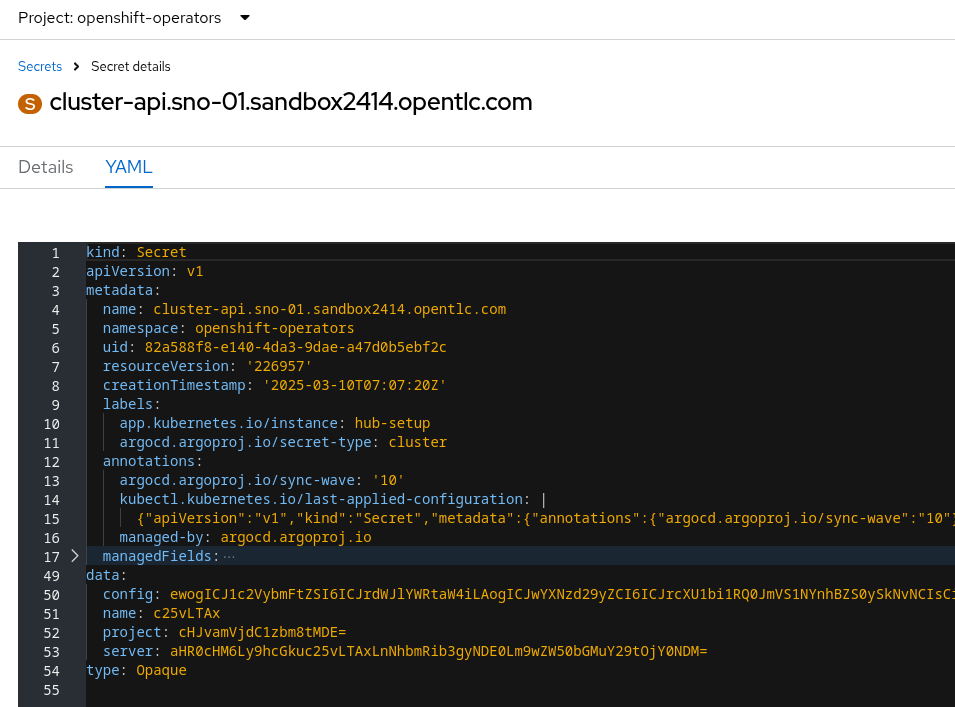 Project: openshift-operators
Secrets > Secret details
S cluster-api.sno-01.sandbox2414.opentlc.com
Details YAML
1 kind: Secret
2 apiVersion: v1
3 metadata:
4 name: cluster-api.sno-01.sandbox2414.opentlc.com
5 namespace: openshift-operators
6 uid: 82a588f8-e140-4da3-9dae-a47d0b5ebf2c
7 resourceVersion: '226957'
8 creationTimestamp: '2025-03-10T07:07:20Z'
9 labels:
10 app.kubernetes.io/instance: hub-setup
11 argocd.argoproj.io/secret-type: cluster
12 annotations:
13 argocd.argoproj.io/sync-wave: '10'
14 kubectl.kubernetes.io/last-applied-configuration: |
15 {"apiVersion":"v1","kind":"Secret","metadata":{"annotations":{"argocd.argoproj.io/sync-wave":"10"}
16 managed-by: argocd.argoproj.io
17 managedFields: ···
49 data:
50 config:
51 name: c25vLTAx
52 project: cHJvamVjdC1zbm8tMDE=
53 server: aHR0cHM6Ly9hcGkuc25vLTAxLnNhbmRib3gyNDE0Lm9wZW50bGMuY29tOjY0NDM=
54 type: Opaque
55